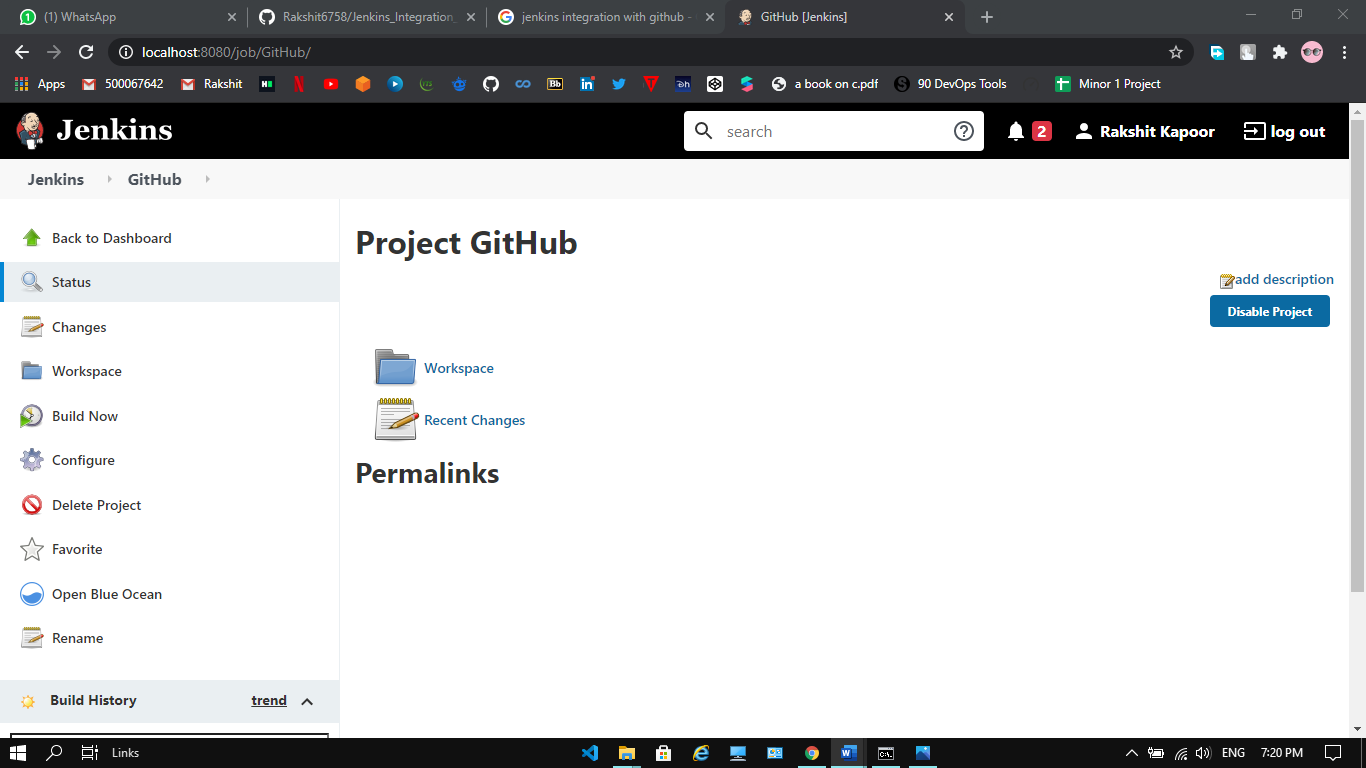 (1) WhatsApp
Rakshit6758/Jenkins_Integration_
jenkins integration with github -
GitHub [Jenkins]
localhost:8080/job/GitHub/
Apps
500067642
Rakshit
Bb
a book on c.pdf
90 DevOps Tools
Minor 1 Project
Jenkins
search
2
Rakshit Kapoor
log out
Jenkins
GitHub
Back to Dashboard
Status
Changes
Workspace
Build Now
Configure
Delete Project
Favorite
Open Blue Ocean
Rename
Build History
trend
Project GitHub
add description
Disable Project
Workspace
Recent Changes
Permalinks
Links
ENG
7:20 PM